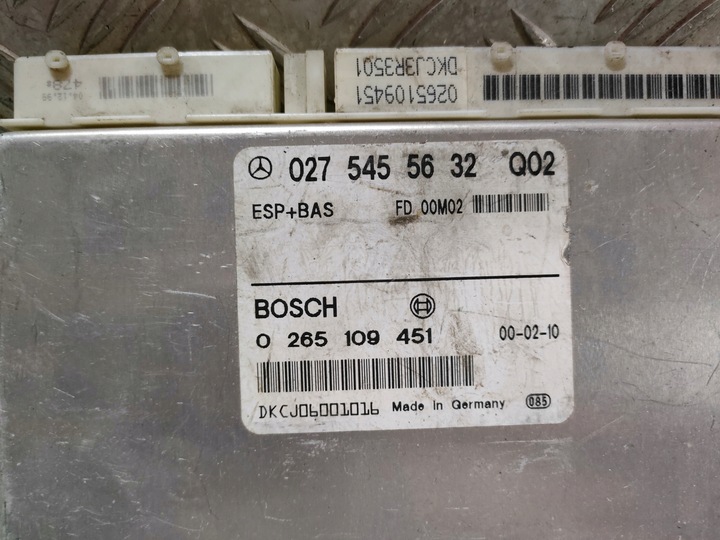 DKCJ3R3501
0265109451
027 545 56 32 Q02
ESP+BAS FD 00M02
BOSCH
0 265 109 451 00-02-10
DKCJ06001016 Made in Germany 085